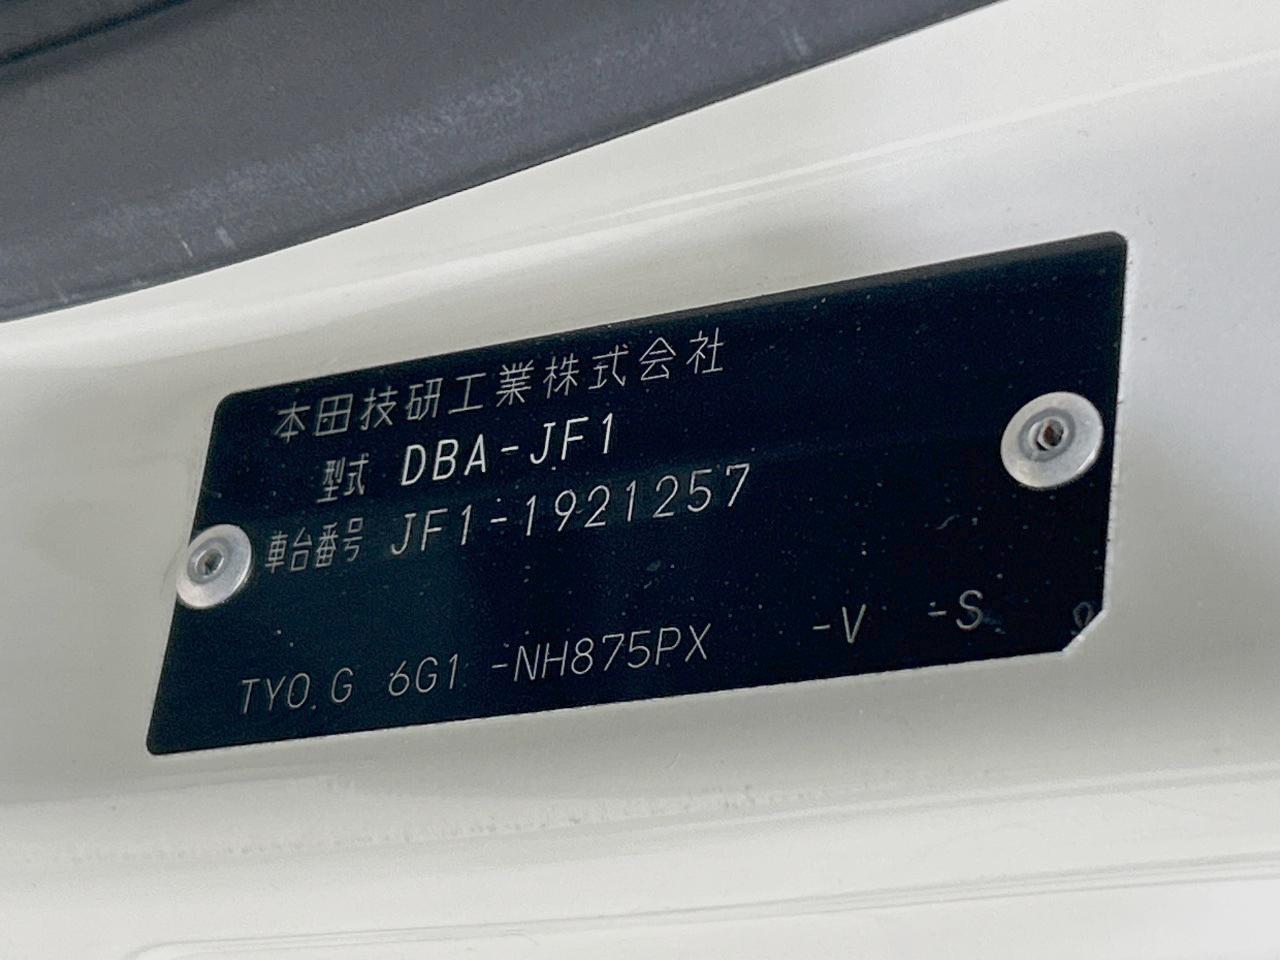 本田技研工業株式会社
型式 DBA-JF1
車台番号 JF1-1921257
TYO.G 6G1 -NH875PX -V -S